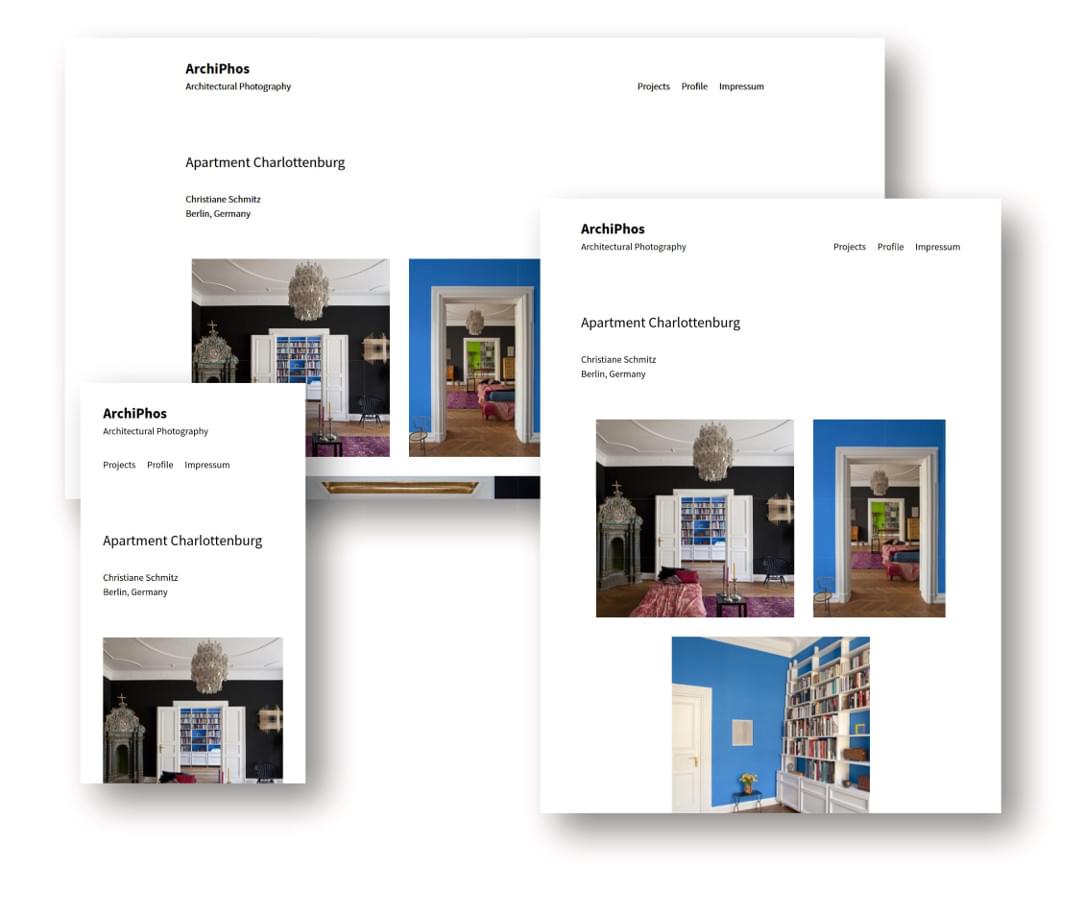 ArchiPhos
Architectural Photography
Projects Profile Impressum
Apartment Charlottenburg
Christiane Schmitz
Berlin, Germany
ArchiPhos
Architectural Photography
Projects Profile Impressum
Apartment Charlottenburg
Christiane Schmitz
Berlin, Germany
ArchiPhos
Architectural Photography
Projects Profile Impressum
Apartment Charlottenburg
Christiane Schmitz
Berlin, Germany